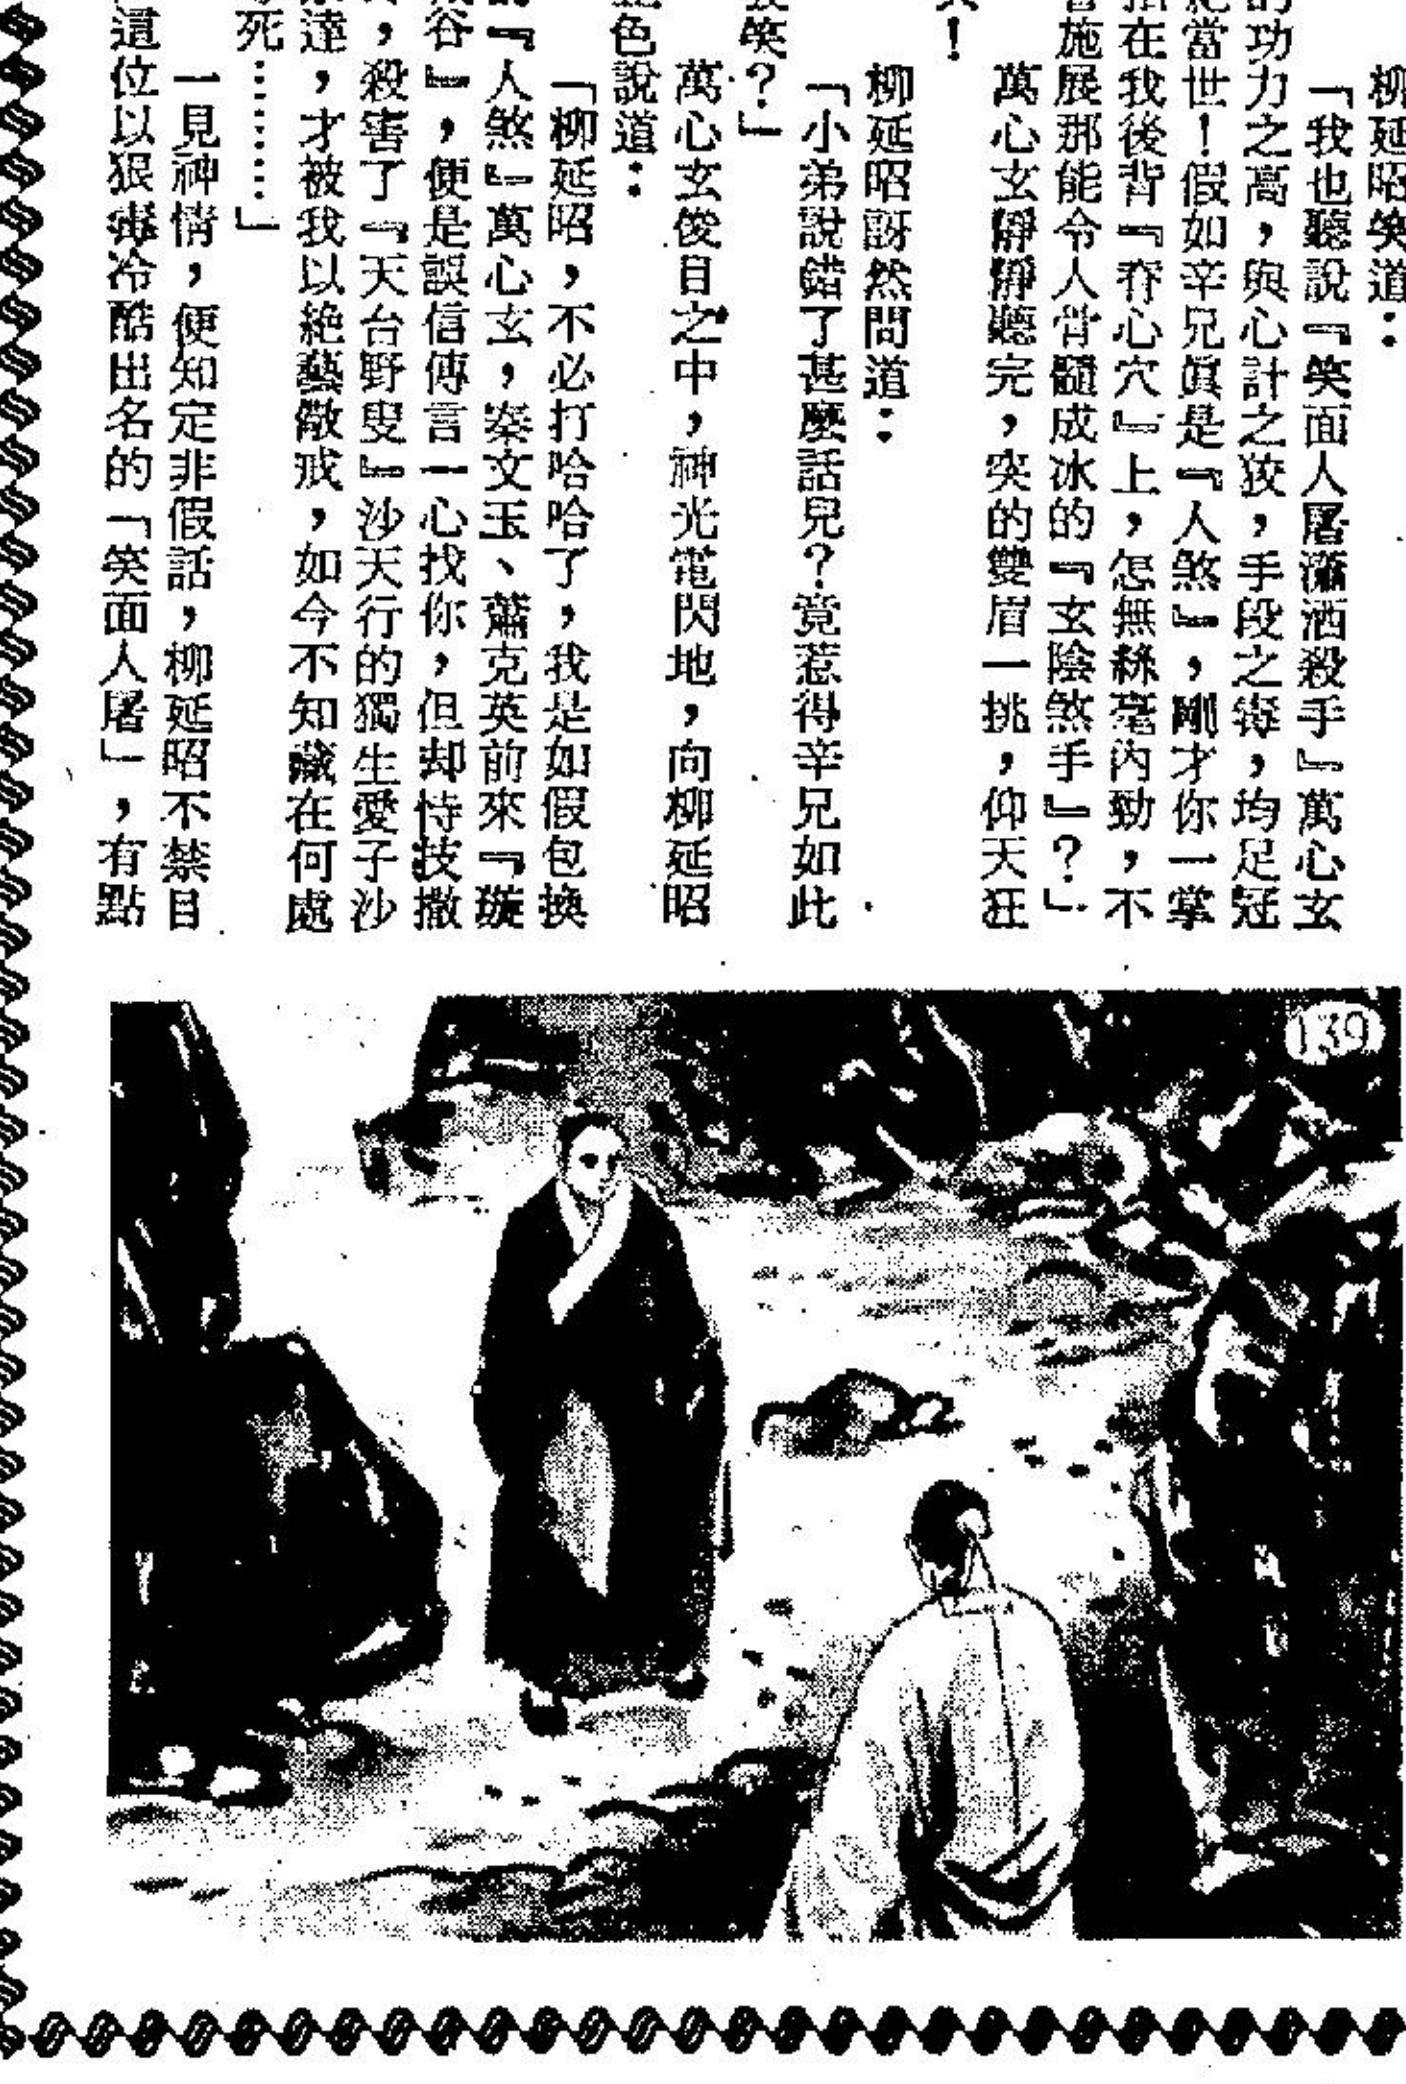 柳延昭笑道：
「我也聽說『笑面人屠瀟洒殺手』萬心玄
的功力之高，與心計之狡，手段之毒，均足冠
絕當世！假如辛兄眞是『人煞』，剛才你一掌
拍在我後背『脊心穴』上，怎無絲毫內勁，不
曾施展那能令人骨髓成冰的『玄陰煞手』？」
萬心玄靜靜聽完，突的雙眉一挑，仰天狂
！
柳延昭訝然問道：
「小弟說錯了甚麼話兒？竟惹得辛兄如此
笑？」
萬心玄俊目之中，神光電閃地，向柳延昭
色說道：
「柳延昭，不必打哈哈了，我是如假包換
『人煞』萬心玄，秦文玉、蕭克英前來『璇
谷』，便是誤信傳言一心找你，但却恃技撒
，殺害了『天台野叟』沙天行的獨生愛子沙
達，才被我以絕藝儆戒，如今不知藏在何處
死………」
一見神情，便知定非假話，柳延昭不禁目
這位以狠毒冷酷出名的「笑面人屠」，有點
139